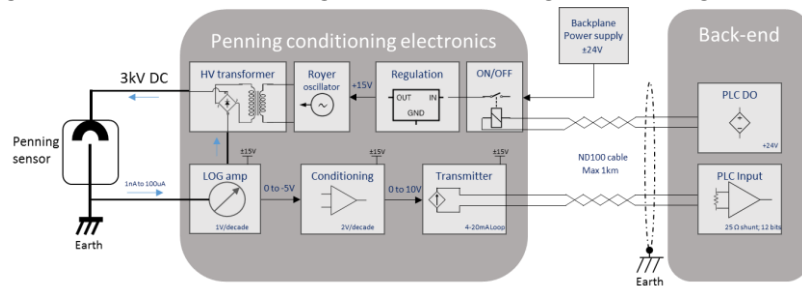 Penning conditioning electronics
Backplane
Power supply
±24V
Back-end
3kV DC
HV transformer
Royer
oscillator
+15V
Regulation
OUT
IN
GND
ON/OFF
PLC DO
+24V
Penning
sensor
1nA to 100uA
Earth
±15V
LOG amp
1V/decade
0 to -5V
±15V
Conditioning
2V/decade
0 to 10V
±15V
Transmitter
4-20mA Loop
ND100 cable
Max 1km
PLC Input
25 Ω shunt; 12 bits
Earth